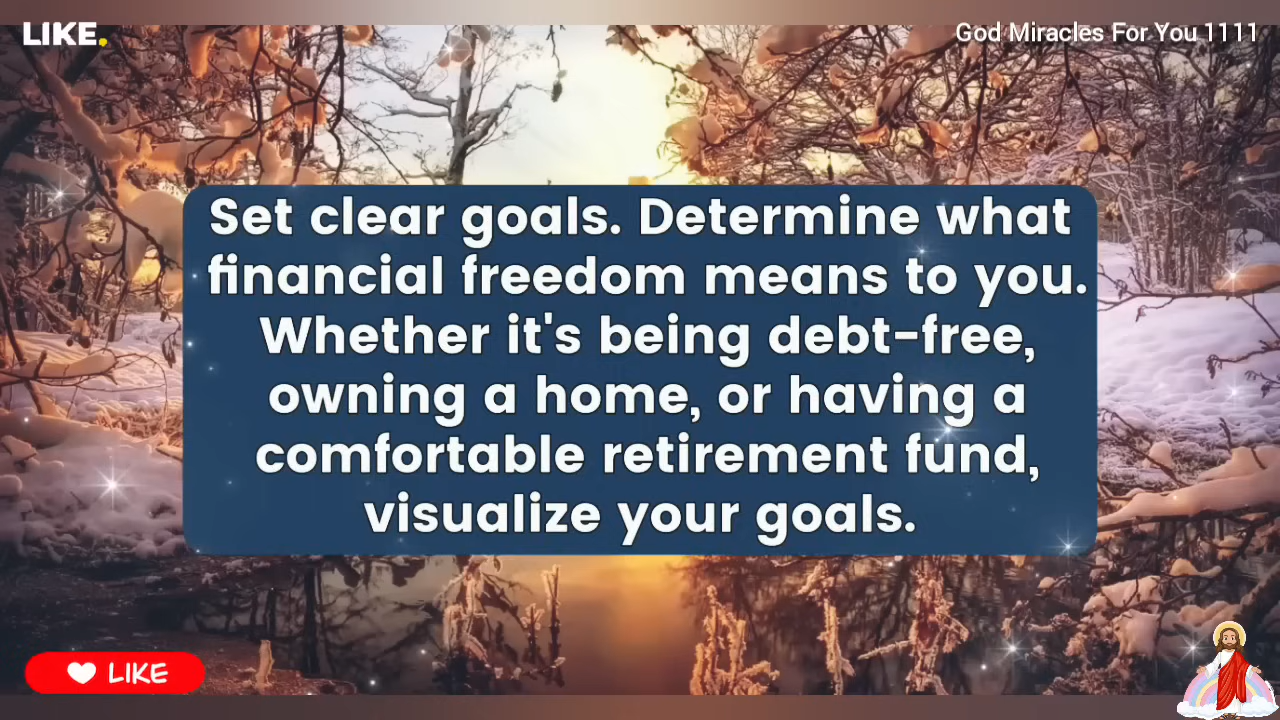 LIKE.
God Miracles For You 1111
Set clear goals. Determine what
financial freedom means to you.
Whether it's being debt-free,
owning a home, or having a
comfortable retirement fund,
visualize your goals.
LIKE